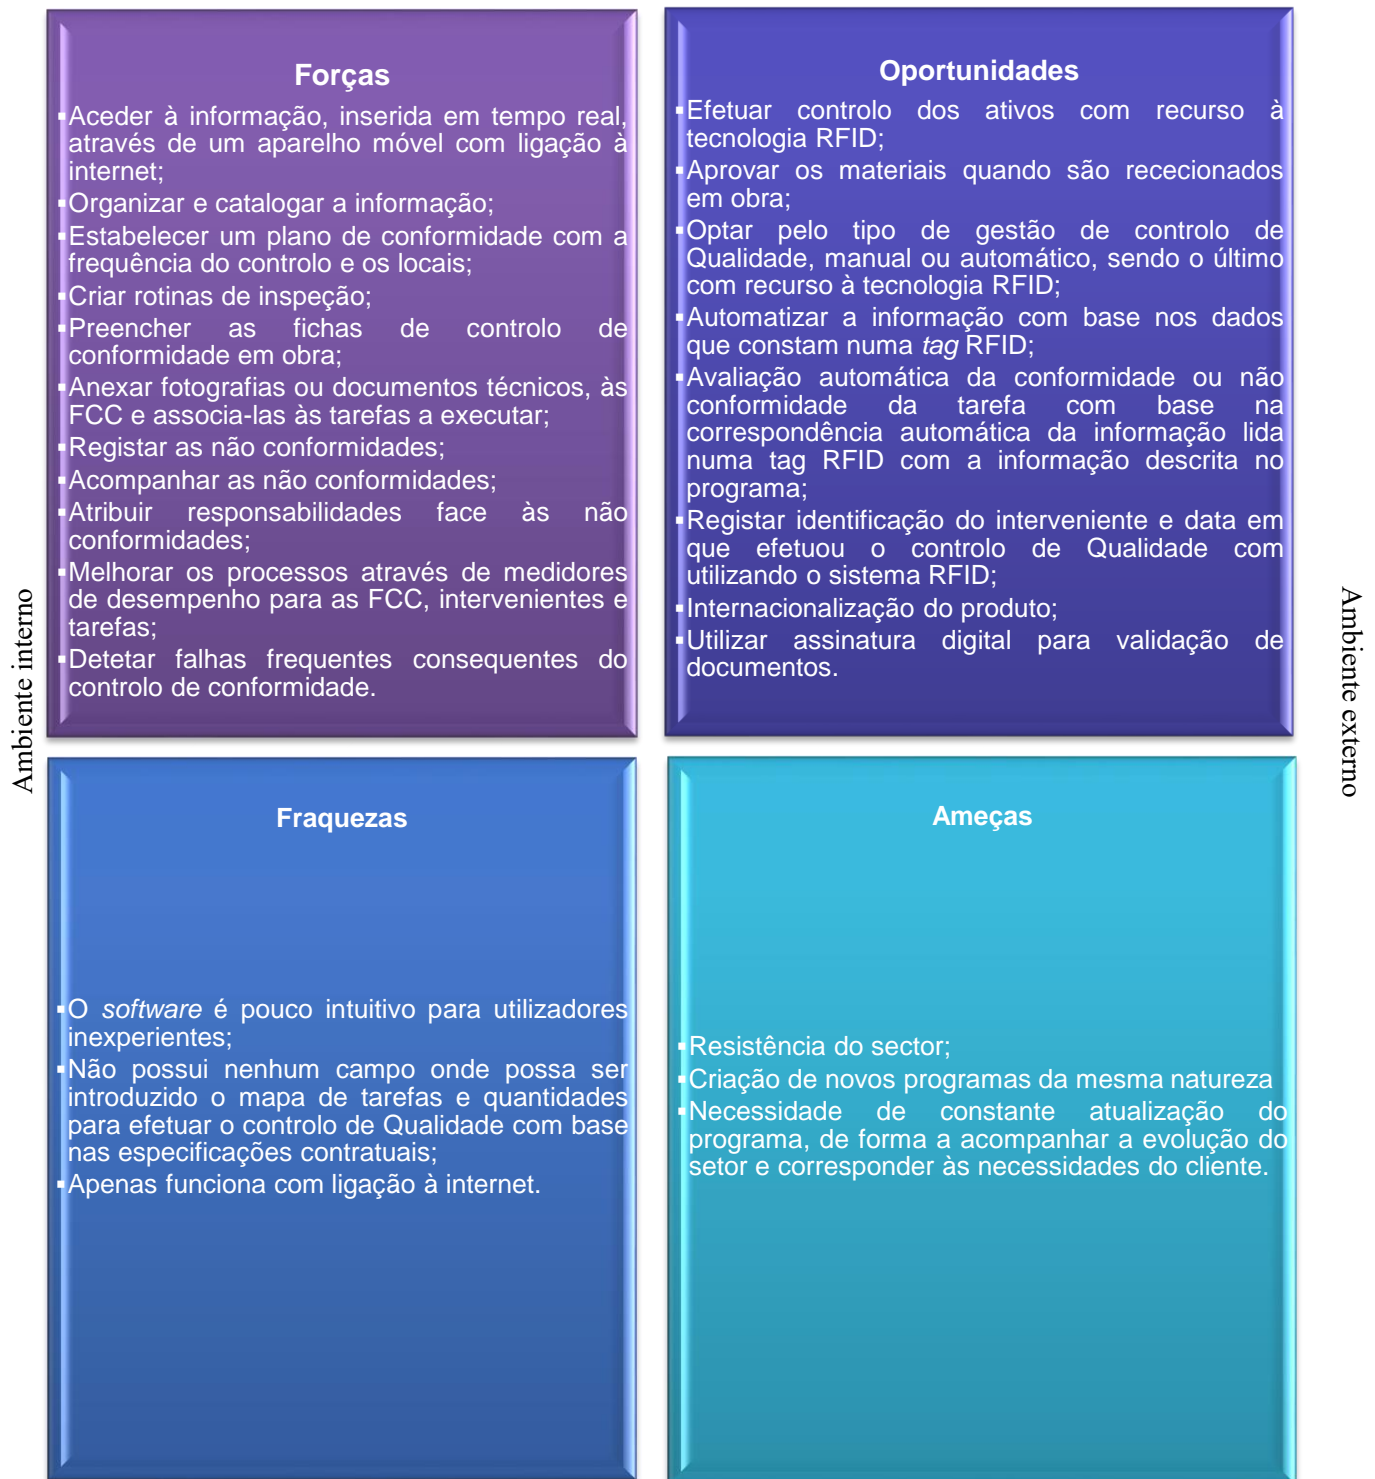 Forças
▪Aceder à informação, inserida em tempo real,
através de um aparelho móvel com ligação à
internet;
▪Organizar e catalogar a informação;
▪Estabelecer um plano de conformidade com a
frequência do controlo e os locais;
▪Criar rotinas de inspeção;
▪Preencher as fichas de controlo de
conformidade em obra;
▪Anexar fotografias ou documentos técnicos, às
FCC e associa-las às tarefas a executar;
▪Registar as não conformidades;
▪Acompanhar as não conformidades;
▪Atribuir responsabilidades face às não
conformidades;
▪Melhorar os processos através de medidores
de desempenho para as FCC, intervenientes e
tarefas;
▪Detetar falhas frequentes consequentes do
controlo de conformidade.
Oportunidades
▪Efetuar controlo dos ativos com recurso à
tecnologia RFID;
▪Aprovar os materiais quando são rececionados
em obra;
▪Optar pelo tipo de gestão de controlo de
Qualidade, manual ou automático, sendo o último
com recurso à tecnologia RFID;
▪Automatizar a informação com base nos dados
que constam numa tag RFID;
▪Avaliação automática da conformidade ou não
conformidade da tarefa com base na
correspondência automática da informação lida
numa tag RFID com a informação descrita no
programa;
▪Registar identificação do interveniente e data em
que efetuou o controlo de Qualidade com
utilizando o sistema RFID;
▪Internacionalização do produto;
▪Utilizar assinatura digital para validação de
documentos.
Ambiente interno
Ambiente externo
Fraquezas
▪O software é pouco intuitivo para utilizadores
inexperientes;
▪Não possui nenhum campo onde possa ser
introduzido o mapa de tarefas e quantidades
para efetuar o controlo de Qualidade com base
nas especificações contratuais;
▪Apenas funciona com ligação à internet.
Ameças
▪Resistência do sector;
▪Criação de novos programas da mesma natureza
▪Necessidade de constante atualização do
programa, de forma a acompanhar a evolução do
setor e corresponder às necessidades do cliente.